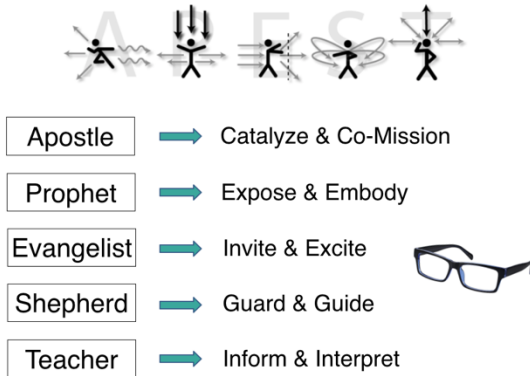 A P E S T
Apostle Catalyze & Co-Mission
Prophet Expose & Embody
Evangelist Invite & Excite
Shepherd Guard & Guide
Teacher Inform & Interpret